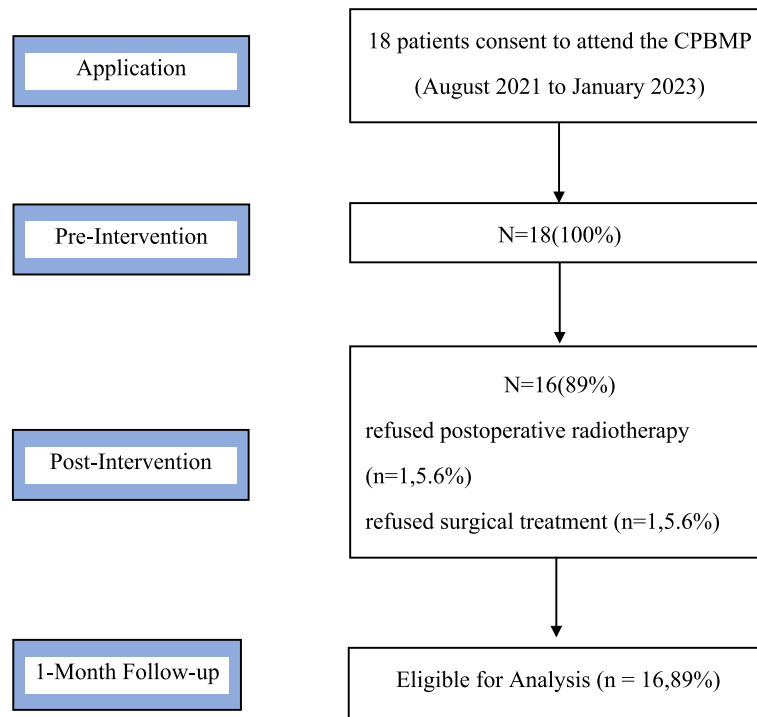 Application
18 patients consent to attend the CPBMP
(August 2021 to January 2023)
Pre-Intervention
N=18(100%)
Post-Intervention
N=16(89%)
refused postoperative radiotherapy
(n=1,5.6%)
refused surgical treatment (n=1,5.6%)
1-Month Follow-up
Eligible for Analysis (n = 16,89%)